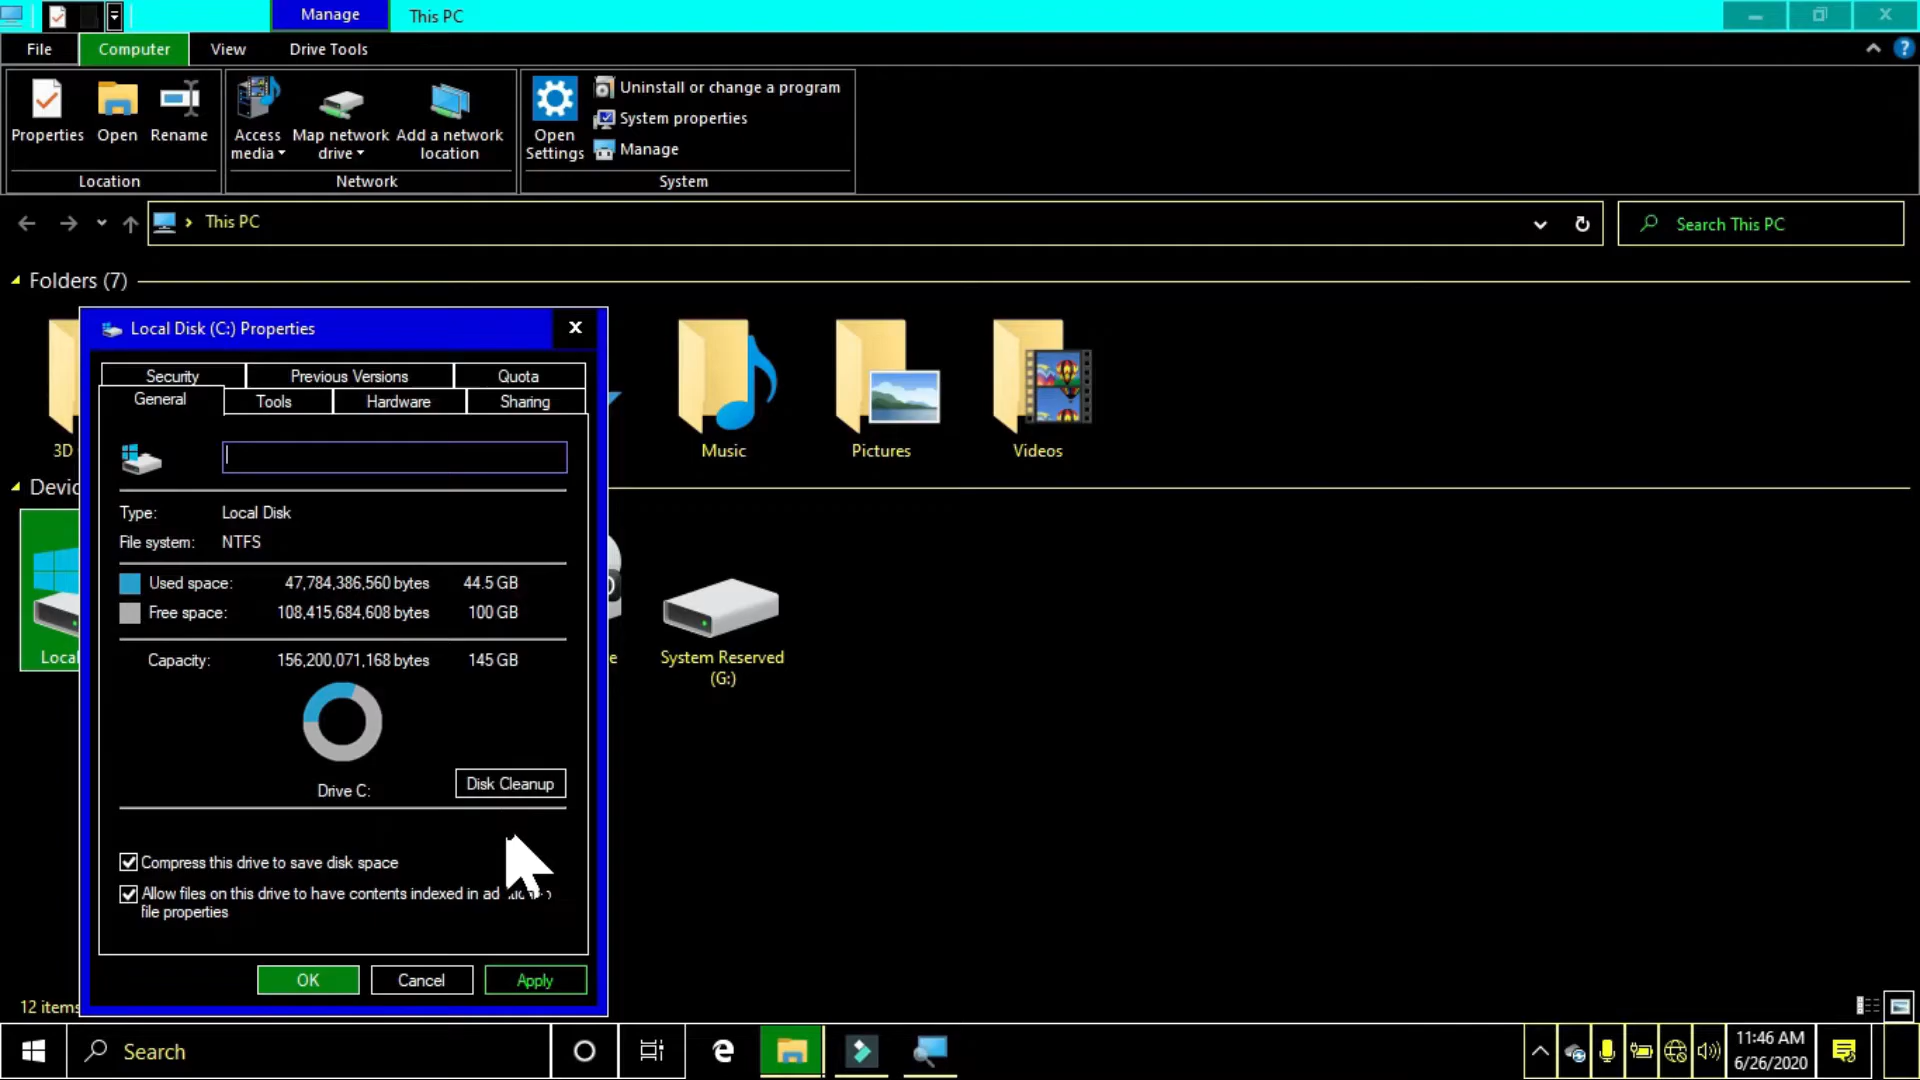 Manage
This PC
File
Computer
View
Drive Tools
Properties
Open
Rename
Access media
Map network drive
Add a network location
Open Settings
Uninstall or change a program
System properties
Manage
Location
Network
System
This PC
Search This PC
Folders (7)
Local Disk (C:) Properties
Security
Previous Versions
Quota
General
Tools
Hardware
Sharing
3D
Music
Pictures
Videos
Type:
Local Disk
File system:
NTFS
Used space:
47,784,386,560 bytes
44.5 GB
Free space:
108,415,684,608 bytes
100 GB
Capacity:
156,200,071,168 bytes
145 GB
Local
System Reserved
(G:)
Drive C:
Disk Cleanup
Compress this drive to save disk space
Allow files on this drive to have contents indexed in
file properties
OK
Cancel
Apply
12 items
Search
11:46 AM
6/26/2020